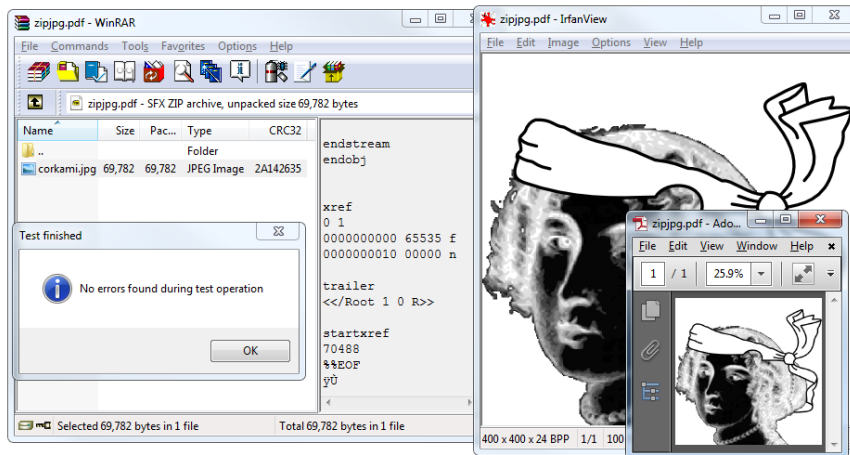 zipjpg.pdf - WinRAR
File Commands Tools Favorites Options Help
zipjpg.pdf - SFX ZIP archive, unpacked size 69,782 bytes
Name Size Pac... Type CRC32
.. Folder
corkami.jpg 69,782 69,782 JPEG Image 2A142635
endstream
endobj
xref
0 1
0000000000 65535 f
0000000010 00000 n
trailer
<</Root 1 0 R>>
startxref
70488
%%EOF
ÿÙ
Test finished
No errors found during test operation
OK
Selected 69,782 bytes in 1 file
Total 69,782 bytes in 1 file
zipjpg.pdf - IrfanView
File Edit Image Options View Help
400 x 400 x 24 BPP 1/1 100
zipjpg.pdf - Ado...
File Edit View Window Help
1 / 1 25.9%